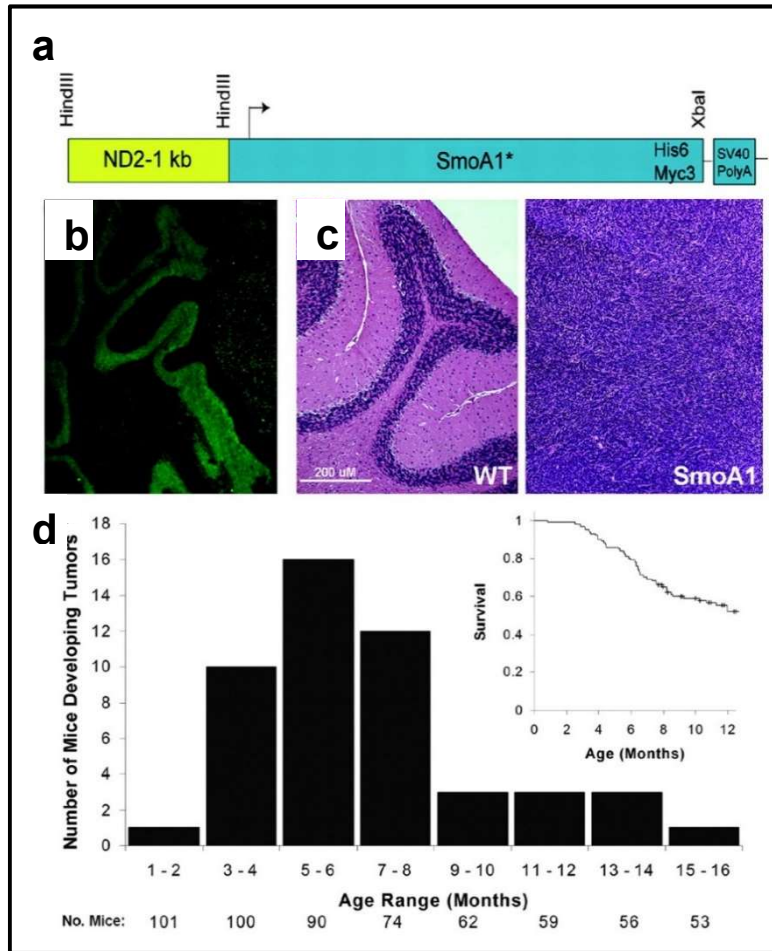 a
HindIII
HindIII
XbaI
ND2-1 kb
SmoA1*
His6
Myc3
SV40
PolyA
b
c
200 uM
WT
SmoA1
d
Number of Mice Developing Tumors
18
16
14
12
10
8
6
4
2
0
1 - 2 3 - 4 5 - 6 7 - 8 9 - 10 11 - 12 13 - 14 15 - 16
Age Range (Months)
No. Mice: 101 100 90 74 62 59 56 53
Survival
1
0.8
0.6
0.4
0.2
0
0 2 4 6 8 10 12
Age (Months)